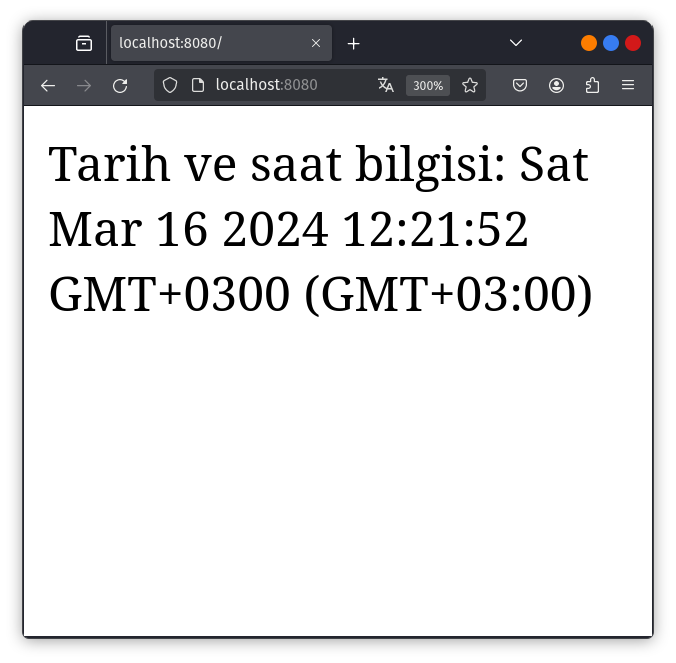 localhost:8080/
localhost:8080
300%
Tarih ve saat bilgisi: Sat
Mar 16 2024 12:21:52
GMT+0300 (GMT+03:00)